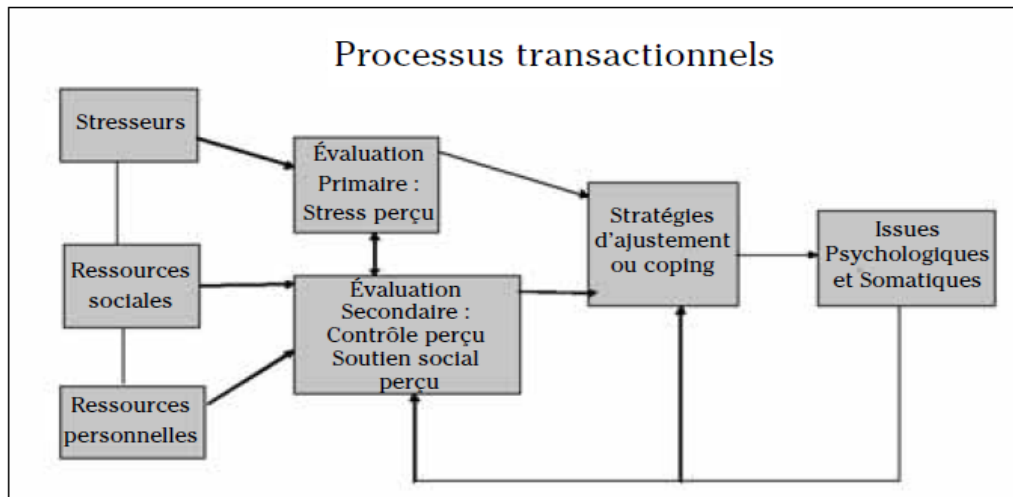 Processus transactionnels
Stresseurs
Évaluation
Primaire :
Stress perçu
Ressources
sociales
Évaluation
Secondaire :
Contrôle perçu
Soutien social
perçu
Ressources
personnelles
Stratégies
d'ajustement
ou coping
Issues
Psychologiques
et Somatiques